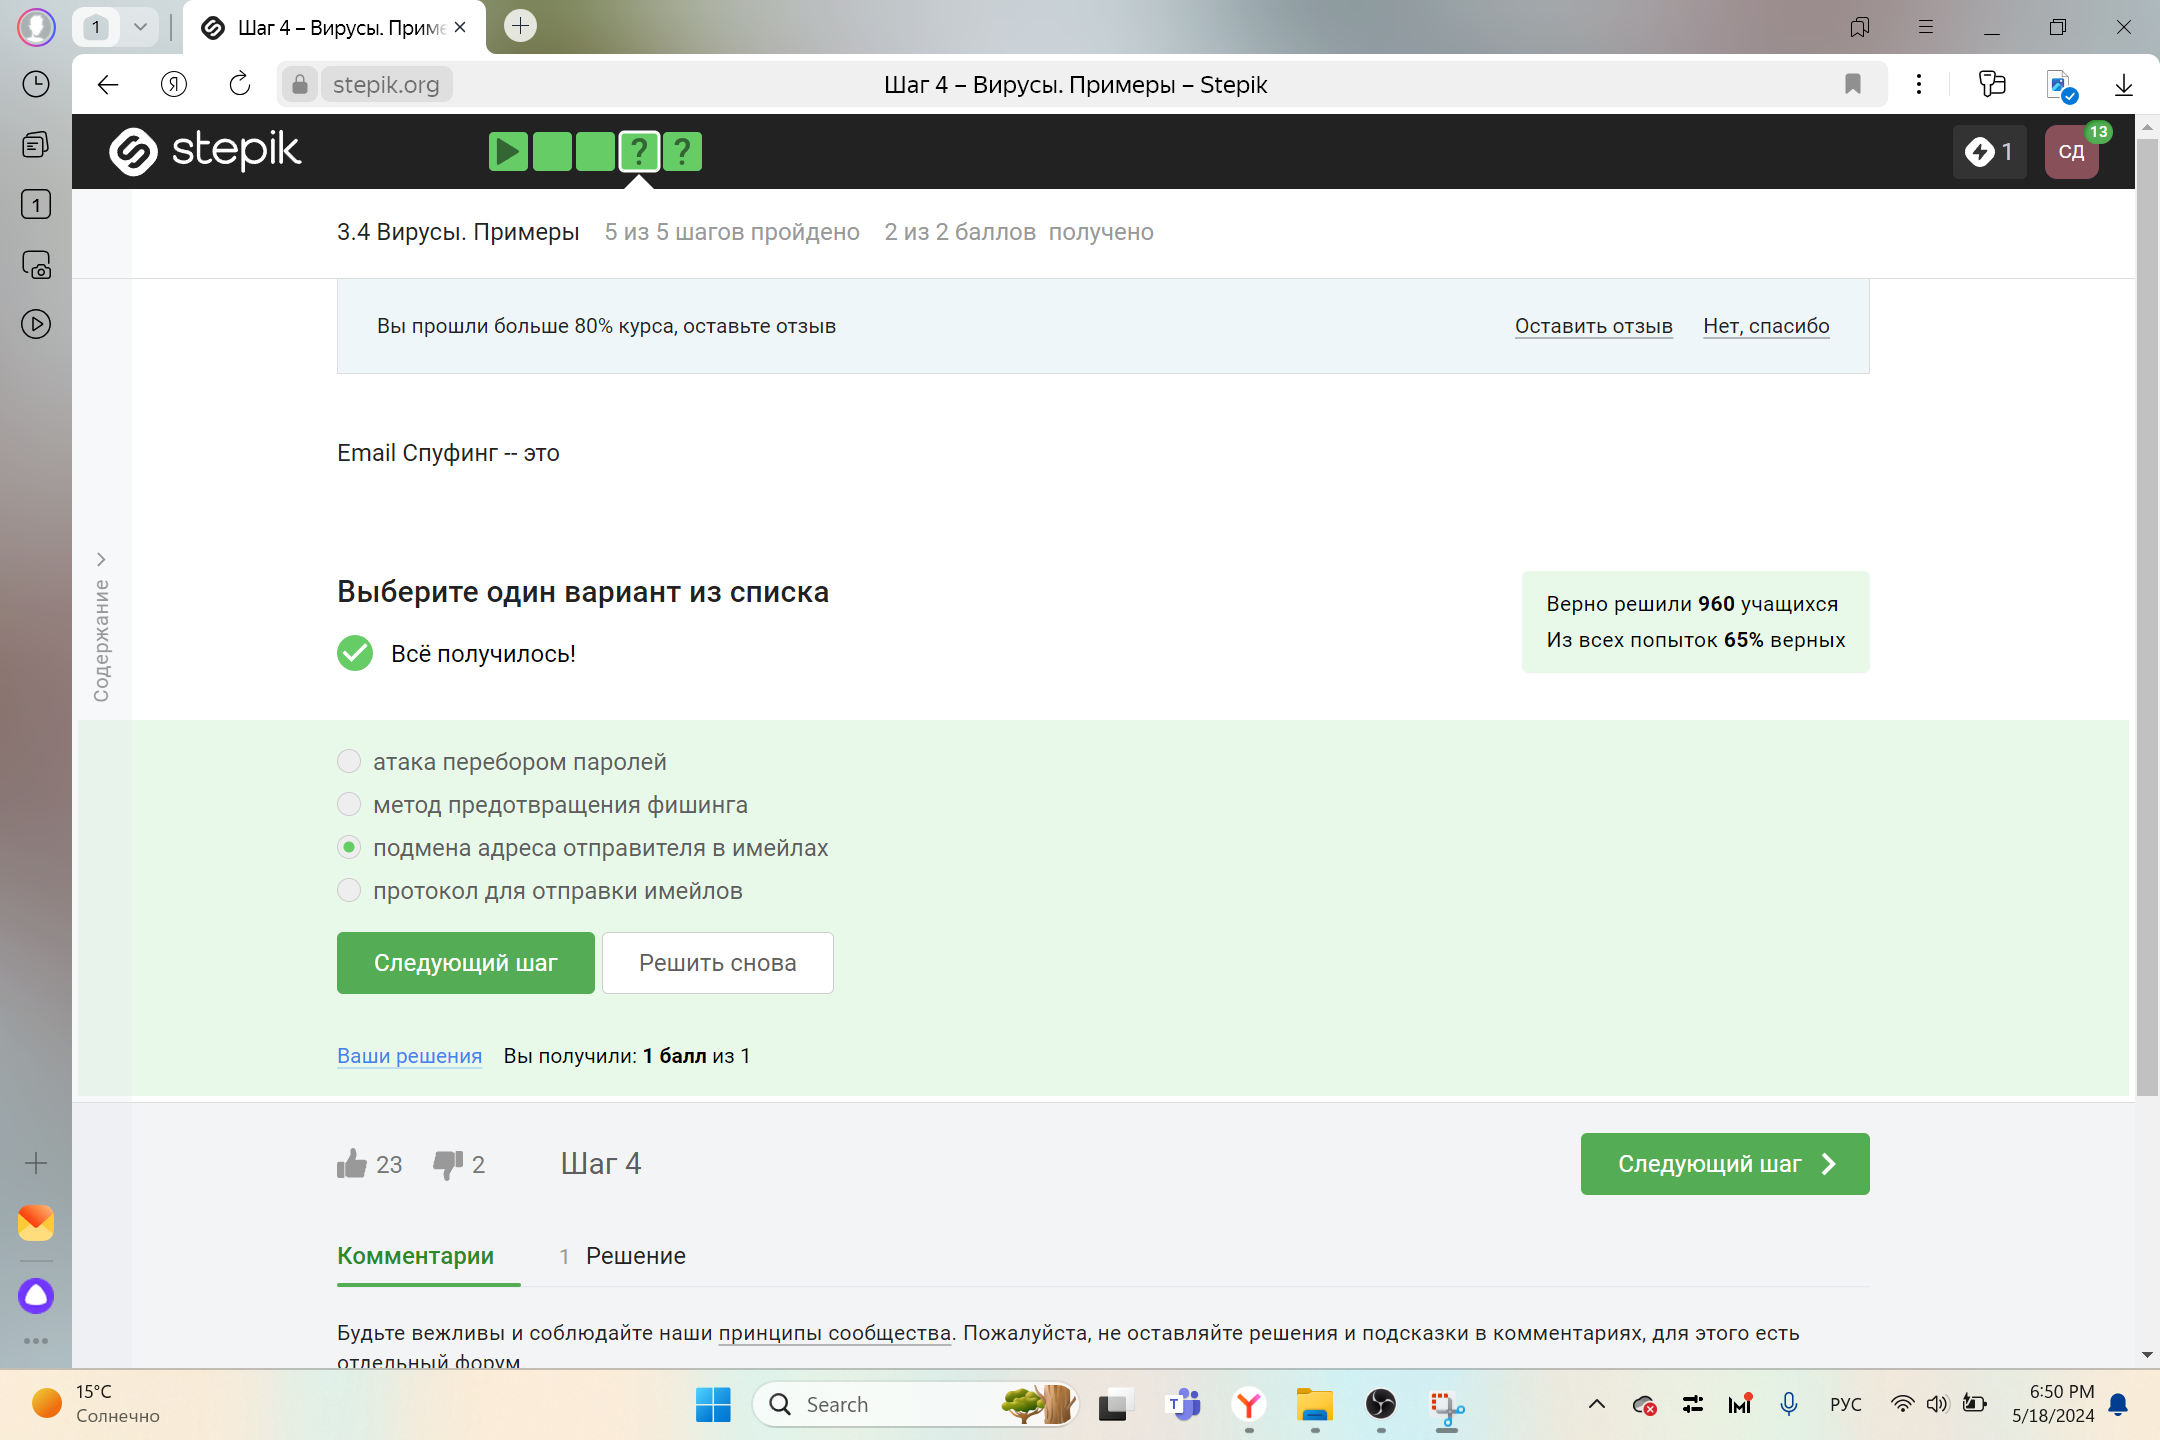 1
Шаг 4 – Вирусы. Приме
stepik.org
Шаг 4 – Вирусы. Примеры – Stepik
1
stepik
? ?
1
СД
13
3.4 Вирусы. Примеры 5 из 5 шагов пройдено 2 из 2 баллов получено
Вы прошли больше 80% курса, оставьте отзыв
Оставить отзыв Нет, спасибо
Email Спуфинг -- это
Содержание
Выберите один вариант из списка
Всё получилось!
Верно решили 960 учащихся
Из всех попыток 65% верных
атака перебором паролей
метод предотвращения фишинга
подмена адреса отправителя в имейлах
протокол для отправки имейлов
Следующий шаг Решить снова
Ваши решения Вы получили: 1 балл из 1
23 2 Шаг 4
Следующий шаг
Комментарии 1 Решение
Будьте вежливы и соблюдайте наши принципы сообщества. Пожалуйста, не оставляйте решения и подсказки в комментариях, для этого есть
отдельный форум
15°C
Солнечно
Search
РУС
6:50 PM
5/18/2024